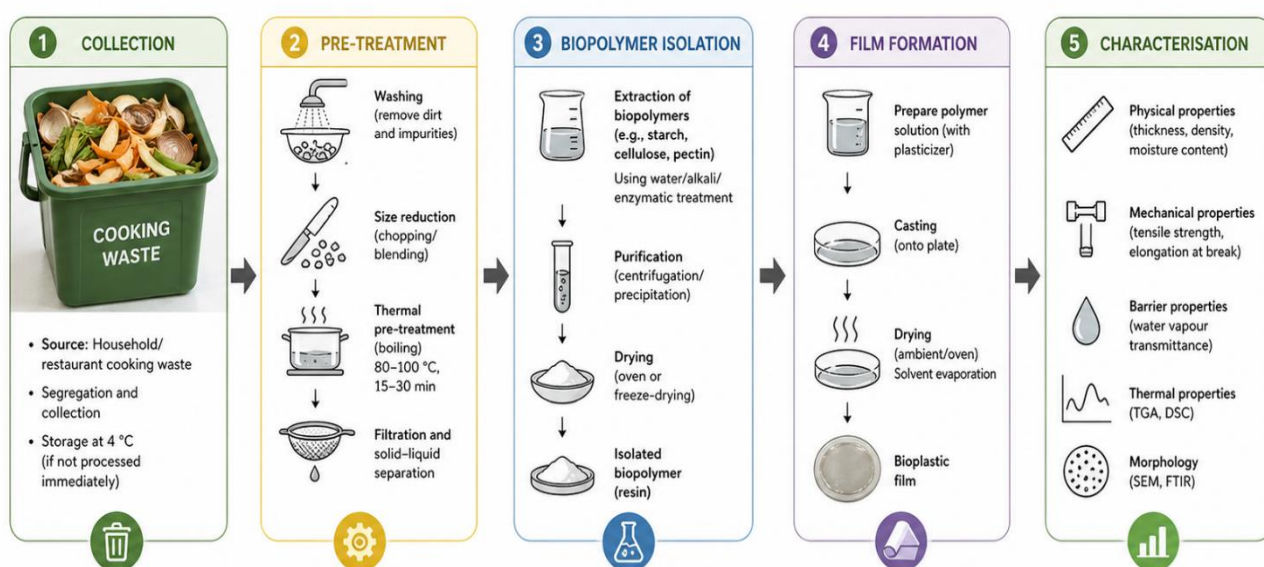 1 COLLECTION
COOKING
WASTE
• Source: Household/
restaurant cooking waste
• Segregation and
collection
• Storage at 4 °C
(if not processed
immediately)
2 PRE-TREATMENT
Washing
(remove dirt
and impurities)
Size reduction
(chopping/
blending)
Thermal
pre-treatment
(boiling)
80–100 °C,
15–30 min
Filtration and
solid–liquid
separation
3 BIOPOLYMER ISOLATION
Extraction of
biopolymers
(e.g., starch,
cellulose, pectin)
Using water/alkali/
enzymatic treatment
Purification
(centrifugation/
precipitation)
Drying
(oven or
freeze-drying)
Isolated
biopolymer
(resin)
4 FILM FORMATION
Prepare polymer
solution (with
plasticizer)
Casting
(onto plate)
Drying
(ambient/oven)
Solvent evaporation
Bioplastic
film
5 CHARACTERISATION
Physical properties
(thickness, density,
moisture content)
Mechanical properties
(tensile strength,
elongation at break)
Barrier properties
(water vapour
transmittance)
Thermal properties
(TGA, DSC)
Morphology
(SEM, FTIR)